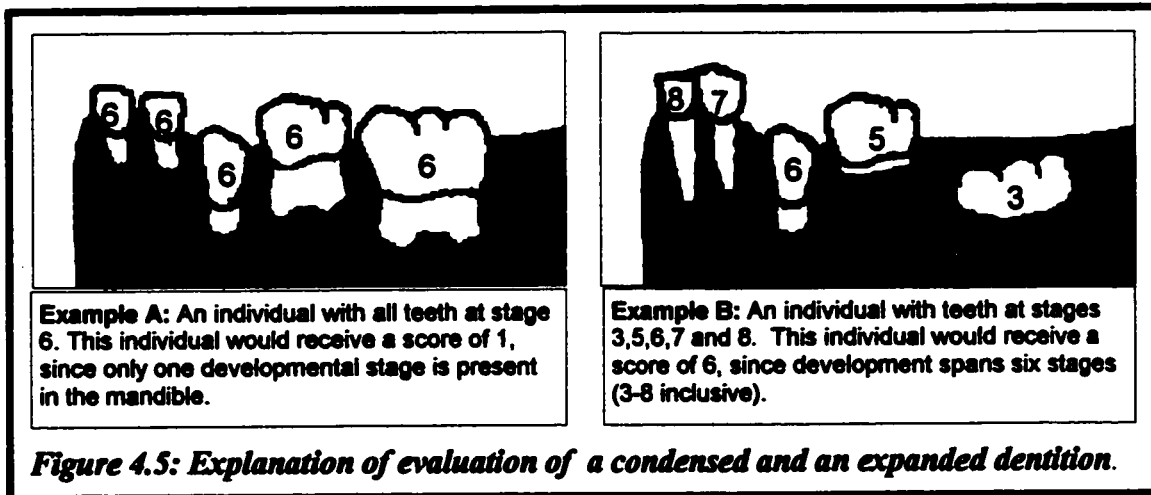 6 6 6 6 6
Example A: An individual with all teeth at stage
6. This individual would receive a score of 1,
since only one developmental stage is present
in the mandible.
8 7 6 5 3
Example B: An individual with teeth at stages
3,5,6,7 and 8. This individual would receive a
score of 6, since development spans six stages
(3-8 inclusive).
Figure 4.5: Explanation of evaluation of a condensed and an expanded dentition.